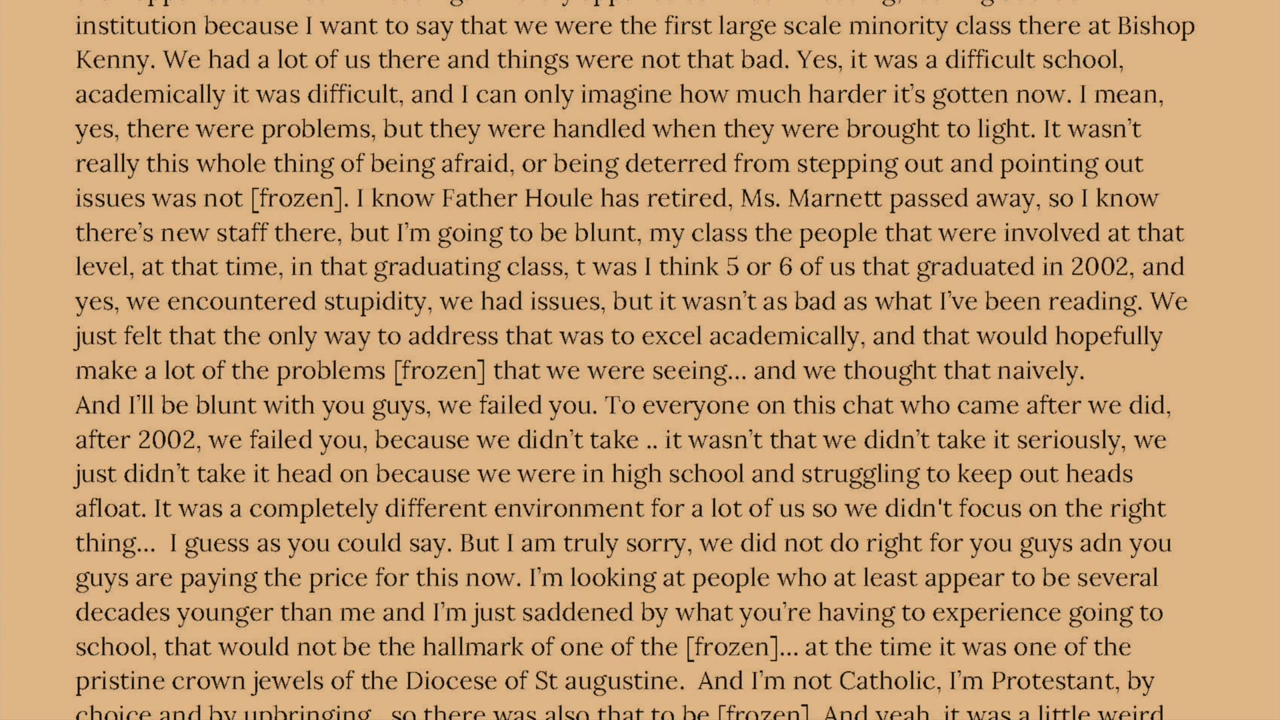 institution because I want to say that we were the first large scale minority class there at Bishop
Kenny. We had a lot of us there and things were not that bad. Yes, it was a difficult school,
academically it was difficult, and I can only imagine how much harder it’s gotten now. I mean,
yes, there were problems, but they were handled when they were brought to light. It wasn’t
really this whole thing of being afraid, or being deterred from stepping out and pointing out
issues was not [frozen]. I know Father Houle has retired, Ms. Marnett passed away, so I know
there’s new staff there, but I’m going to be blunt, my class the people that were involved at that
level, at that time, in that graduating class, t was I think 5 or 6 of us that graduated in 2002, and
yes, we encountered stupidity, we had issues, but it wasn’t as bad as what I’ve been reading. We
just felt that the only way to address that was to excel academically, and that would hopefully
make a lot of the problems [frozen] that we were seeing... and we thought that naively.
And I’ll be blunt with you guys, we failed you. To everyone on this chat who came after we did,
after 2002, we failed you, because we didn’t take .. it wasn’t that we didn’t take it seriously, we
just didn’t take it head on because we were in high school and struggling to keep out heads
afloat. It was a completely different environment for a lot of us so we didn't focus on the right
thing...  I guess as you could say. But I am truly sorry, we did not do right for you guys adn you
guys are paying the price for this now. I’m looking at people who at least appear to be several
decades younger than me and I’m just saddened by what you’re having to experience going to
school, that would not be the hallmark of one of the [frozen]... at the time it was one of the
pristine crown jewels of the Diocese of St augustine.  And I’m not Catholic, I’m Protestant, by
choice and by upbringing.. so there was also that to be [frozen]. And yeah, it was a little weird